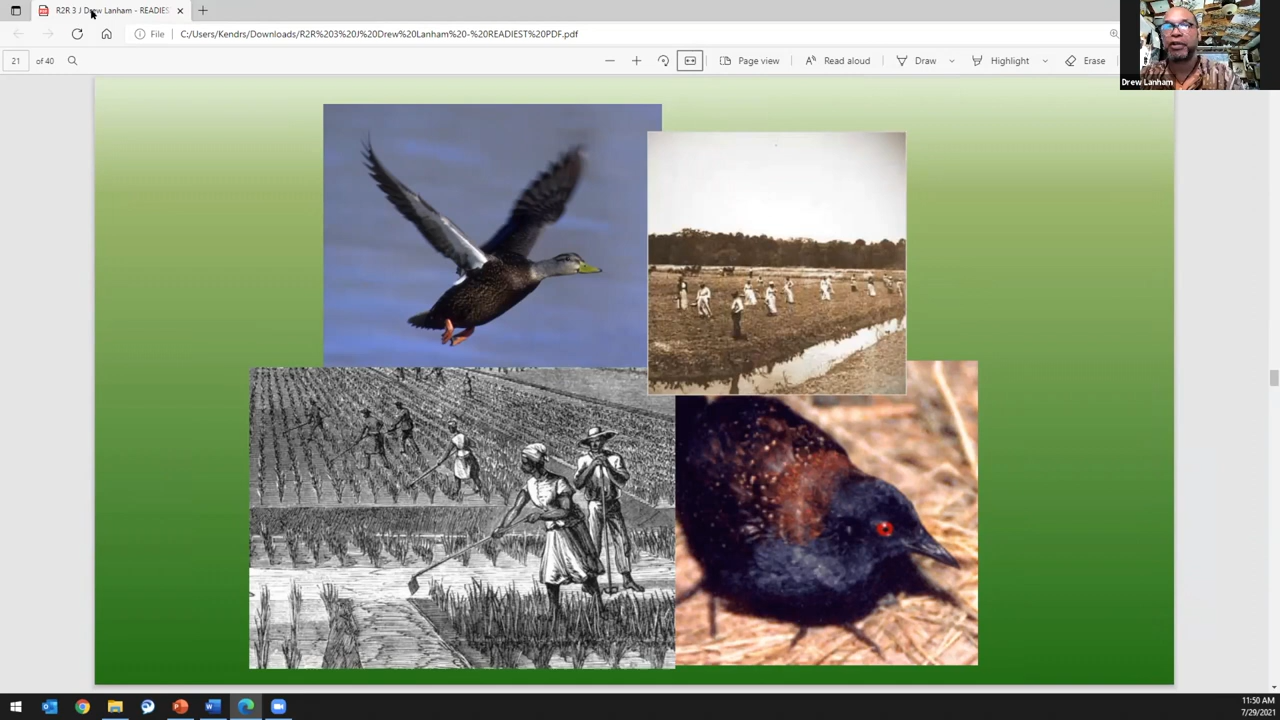 R2R 3 J Drew Lanham - READIES
File
C:/Users/Kendrs/Downloads/R2R%203%20J%20Drew%20Lanham%20-%20READIEST%20PDF.pdf
21 of 40
Page view
Read aloud
Draw
Highlight
Erase
Drew Lanham
11:50 AM
7/29/2021